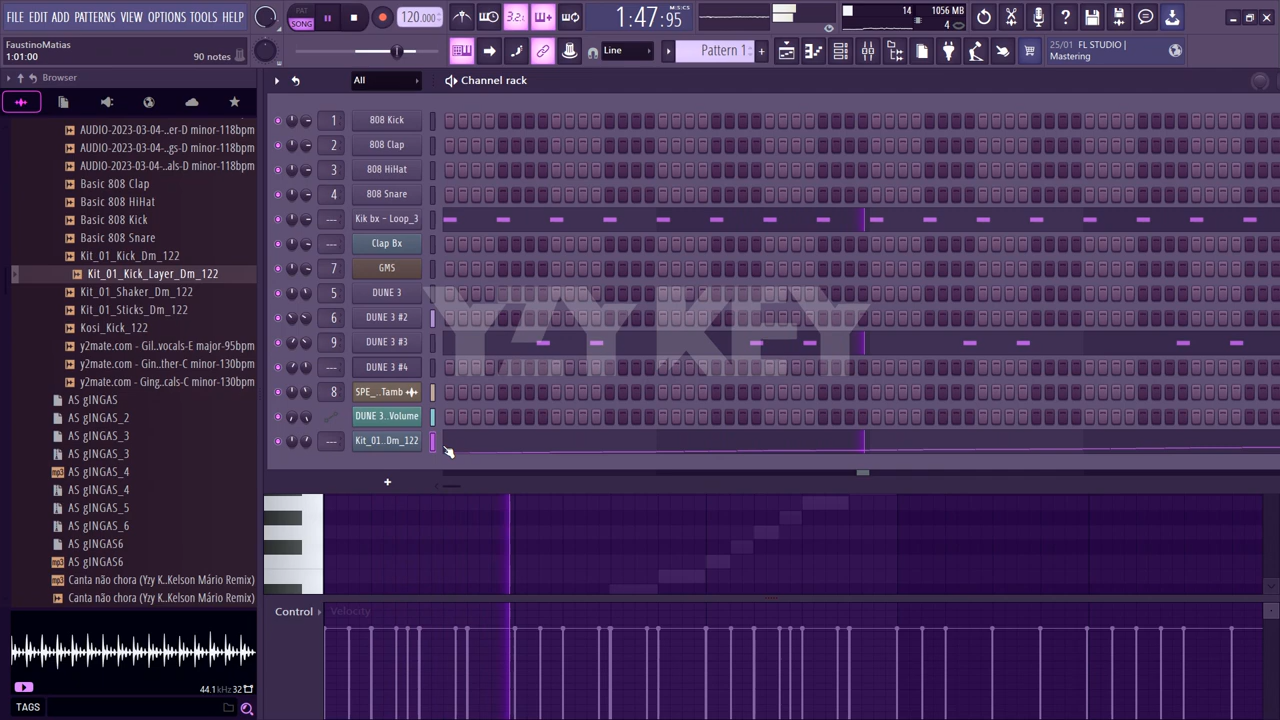 FILE EDIT ADD PATTERNS VIEW OPTIONS TOOLS HELP
PAT
SONG
120.000
3.2.
1:47:95
M:S:CS
14
1056 MB
4
FaustinoMatias
1:01:00
90 notes
Line
Pattern 1
25/01 FL STUDIO |
Mastering
Browser
All
Channel rack
AUDIO-2023-03-04-..er-D minor-118bpm
AUDIO-2023-03-04-..gs-D minor-118bpm
AUDIO-2023-03-04-..als-D minor-118bpm
Basic 808 Clap
Basic 808 HiHat
Basic 808 Kick
Basic 808 Snare
Kit_01_Kick_Dm_122
Kit_01_Kick_Layer_Dm_122
Kit_01_Shaker_Dm_122
Kit_01_Sticks_Dm_122
Kosi_Kick_122
y2mate.com - Gin..vocals-E major-95bpm
y2mate.com - Ging..ther-C minor-130bpm
y2mate.com - Ging..cals-C minor-130bpm
AS gINGAS
AS gINGAS_2
AS gINGAS_3
AS gINGAS_3
AS gINGAS_4
AS gINGAS_4
AS gINGAS_5
AS gINGAS_6
AS gINGAS6
AS gINGAS6
Canta não chora (Yzy K..Kelson Mário Remix)
Canta não chora (Yzy K..Kelson Mário Remix)
1 808 Kick
2 808 Clap
3 808 HiHat
4 808 Snare
--- Kik bx - Loop_3
--- Clap Bx
7 GMS
5 DUNE 3
6 DUNE 3 #2
9 DUNE 3 #3
--- DUNE 3 #4
8 SPE_..Tamb
DUNE 3..Volume
--- Kit_01..Dm_122
YZY KEY
+
Control
Velocity
44.1kHz 32
TAGS